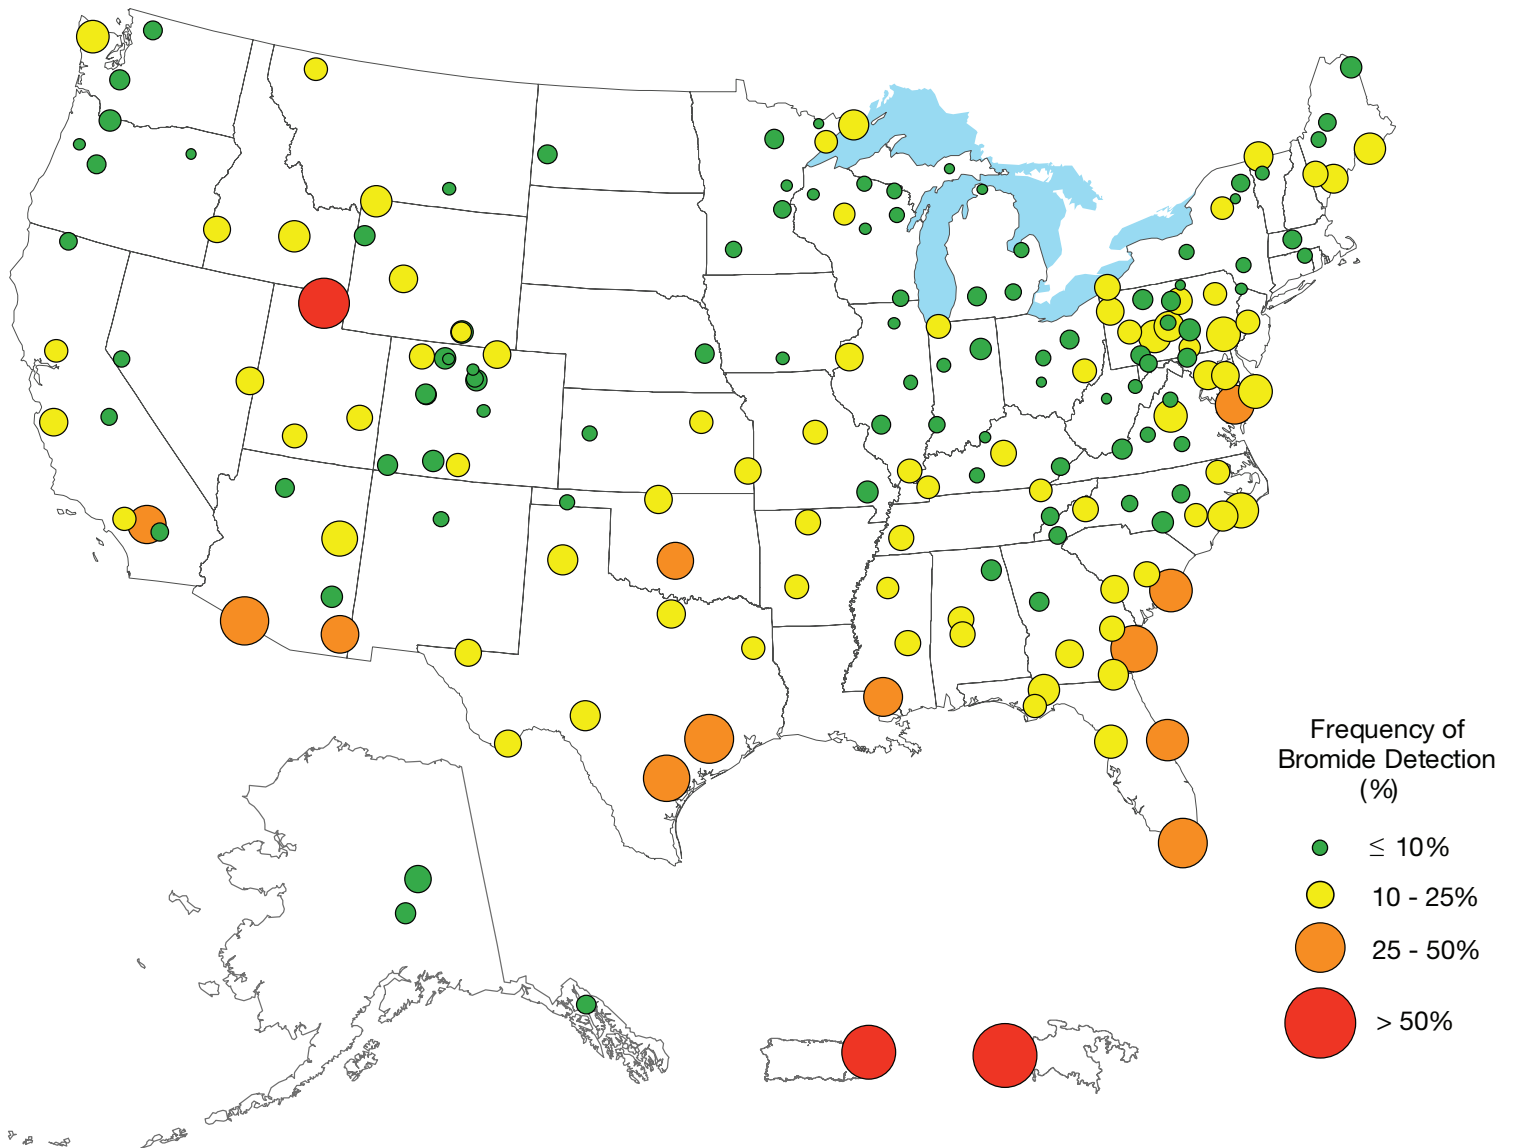 Frequency of
Bromide Detection
(%)
≤ 10%
10 - 25%
25 - 50%
> 50%